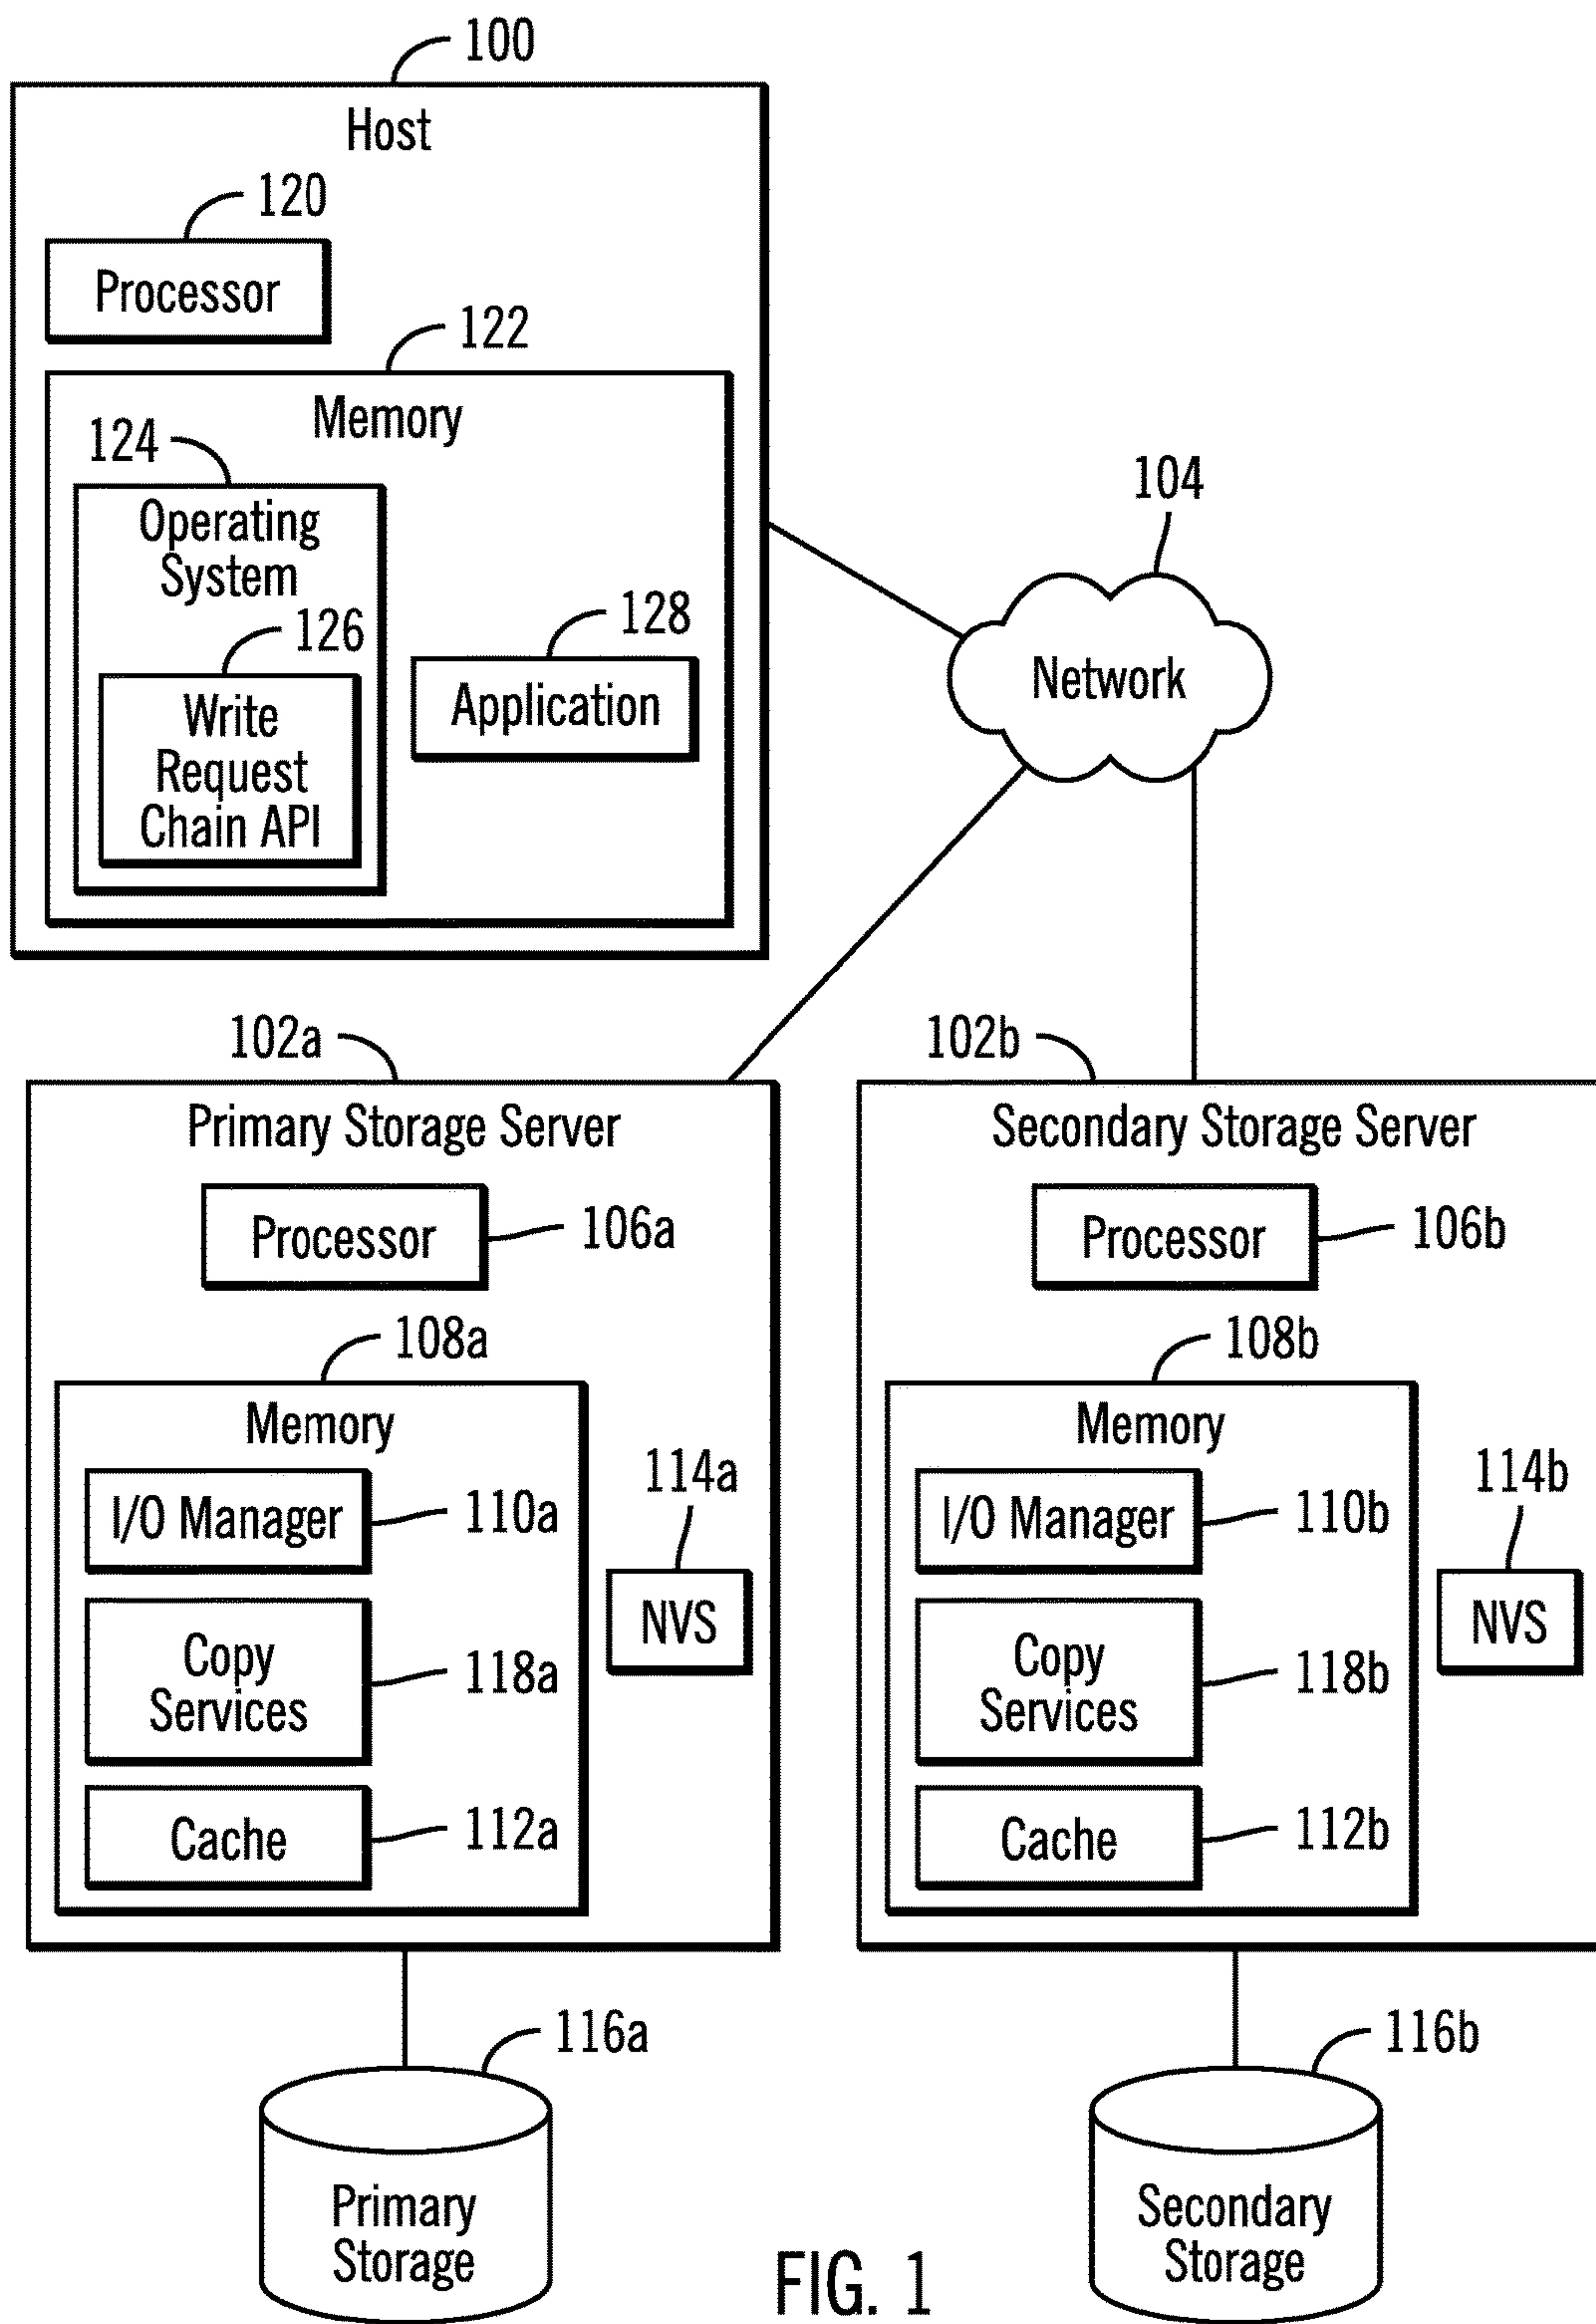 100
Host
120
Processor
122
Memory
124
Operating
System
126
Write
Request
Chain API
128
Application
104
Network
102a
Primary Storage Server
Processor
106a
108a
Memory
I/O Manager
110a
Copy
Services
118a
Cache
112a
114a
NVS
116a
Primary
Storage
102b
Secondary Storage Server
Processor
106b
108b
Memory
I/O Manager
110b
Copy
Services
118b
Cache
112b
114b
NVS
116b
Secondary
Storage
FIG. 1